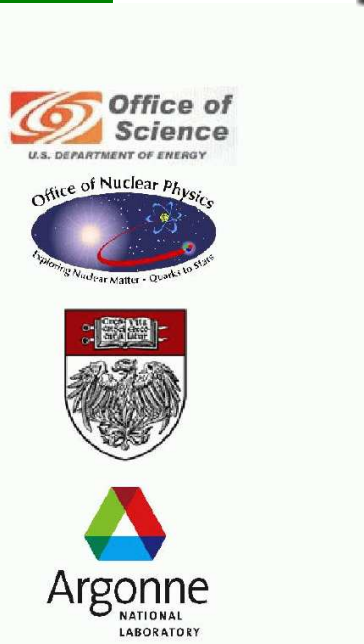 Office of
Science
U.S. DEPARTMENT OF ENERGY
Office of Nuclear Physics
Exploring Nuclear Matter - Quarks to Stars
Argonne
NATIONAL
LABORATORY